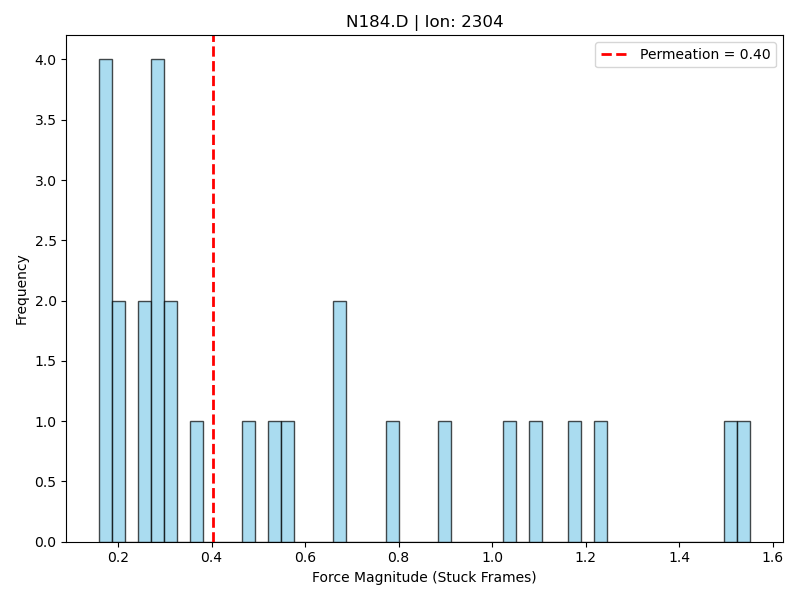 N184.D | Ion: 2304
Permeation = 0.40
4.0
3.5
3.0
2.5
2.0
1.5
1.0
0.5
0.0
Frequency
0.2 0.4 0.6 0.8 1.0 1.2 1.4 1.6
Force Magnitude (Stuck Frames)